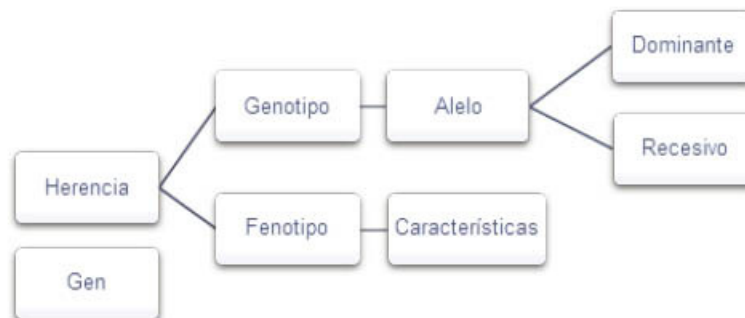 Dominante
Genotipo
Alelo
Recesivo
Herencia
Fenotipo
Características
Gen